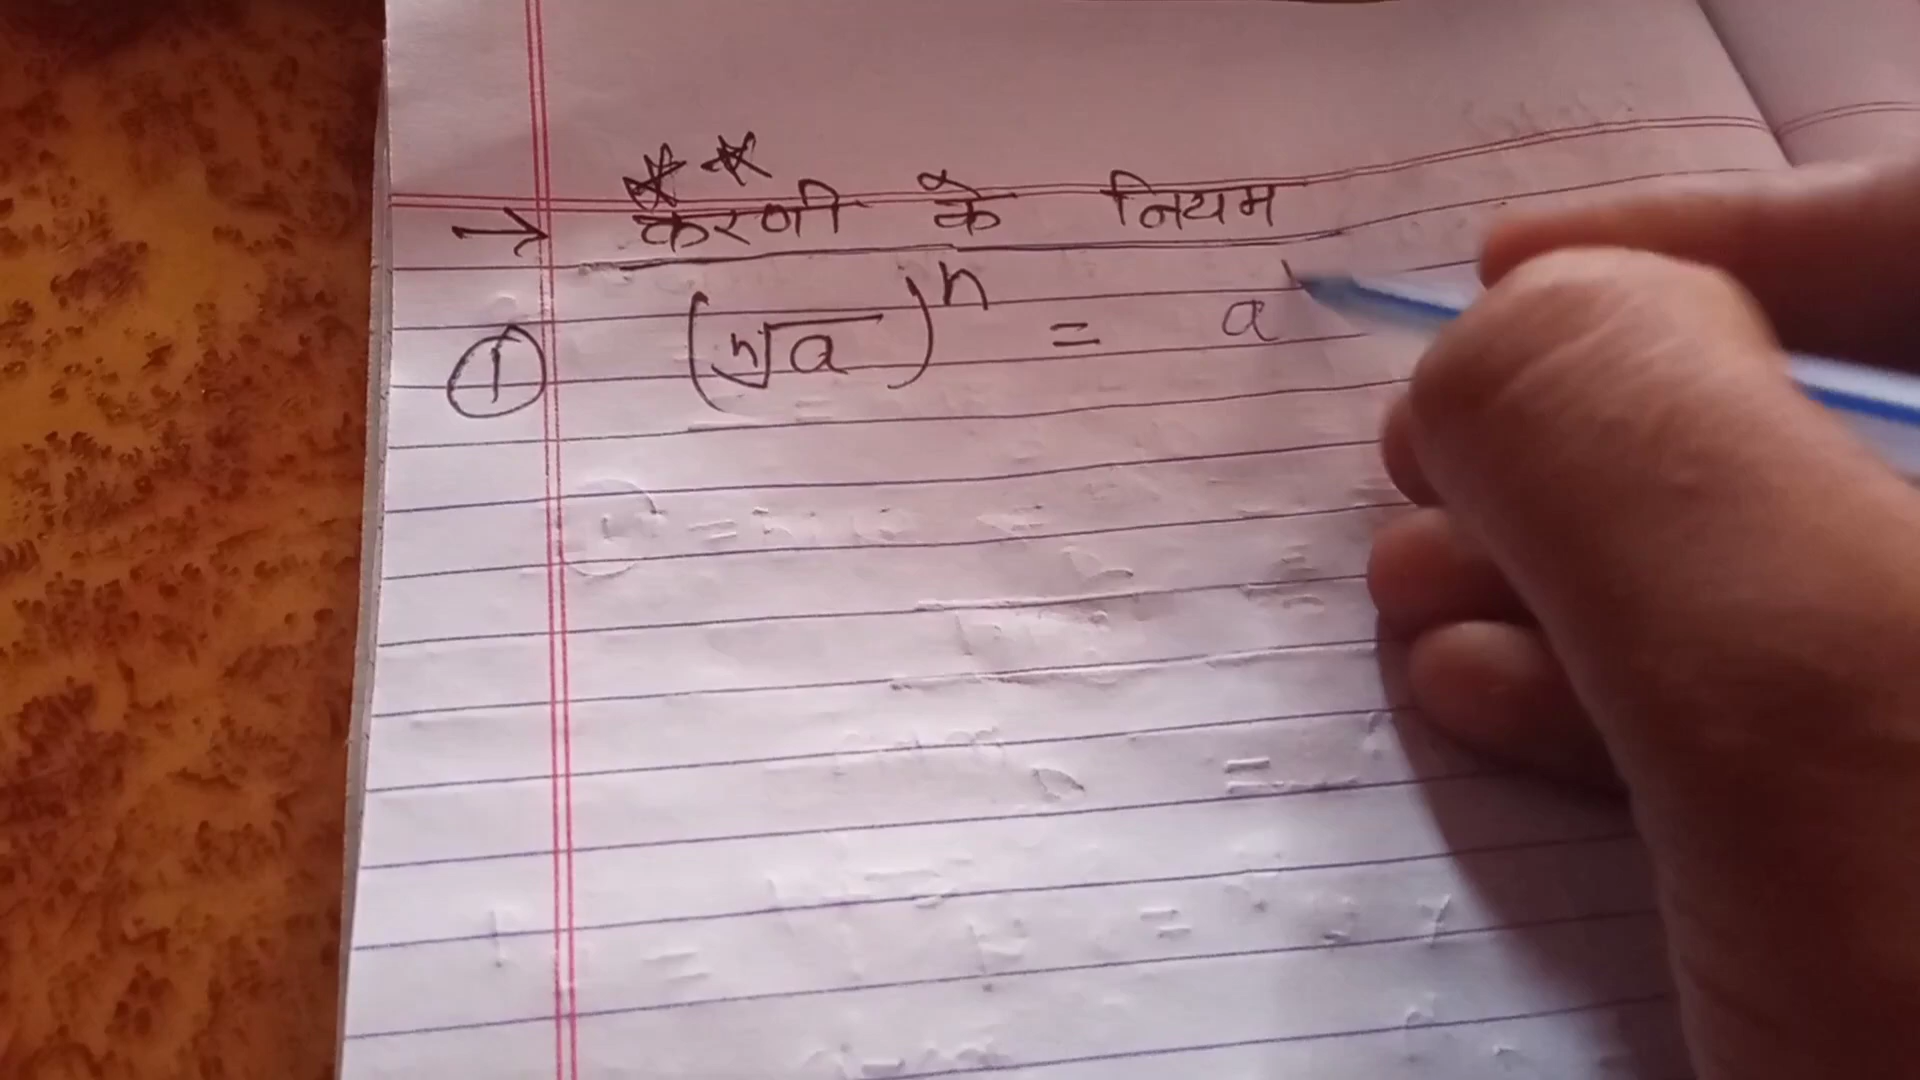 → करणी के नियम
① (ⁿ√a)ⁿ = a